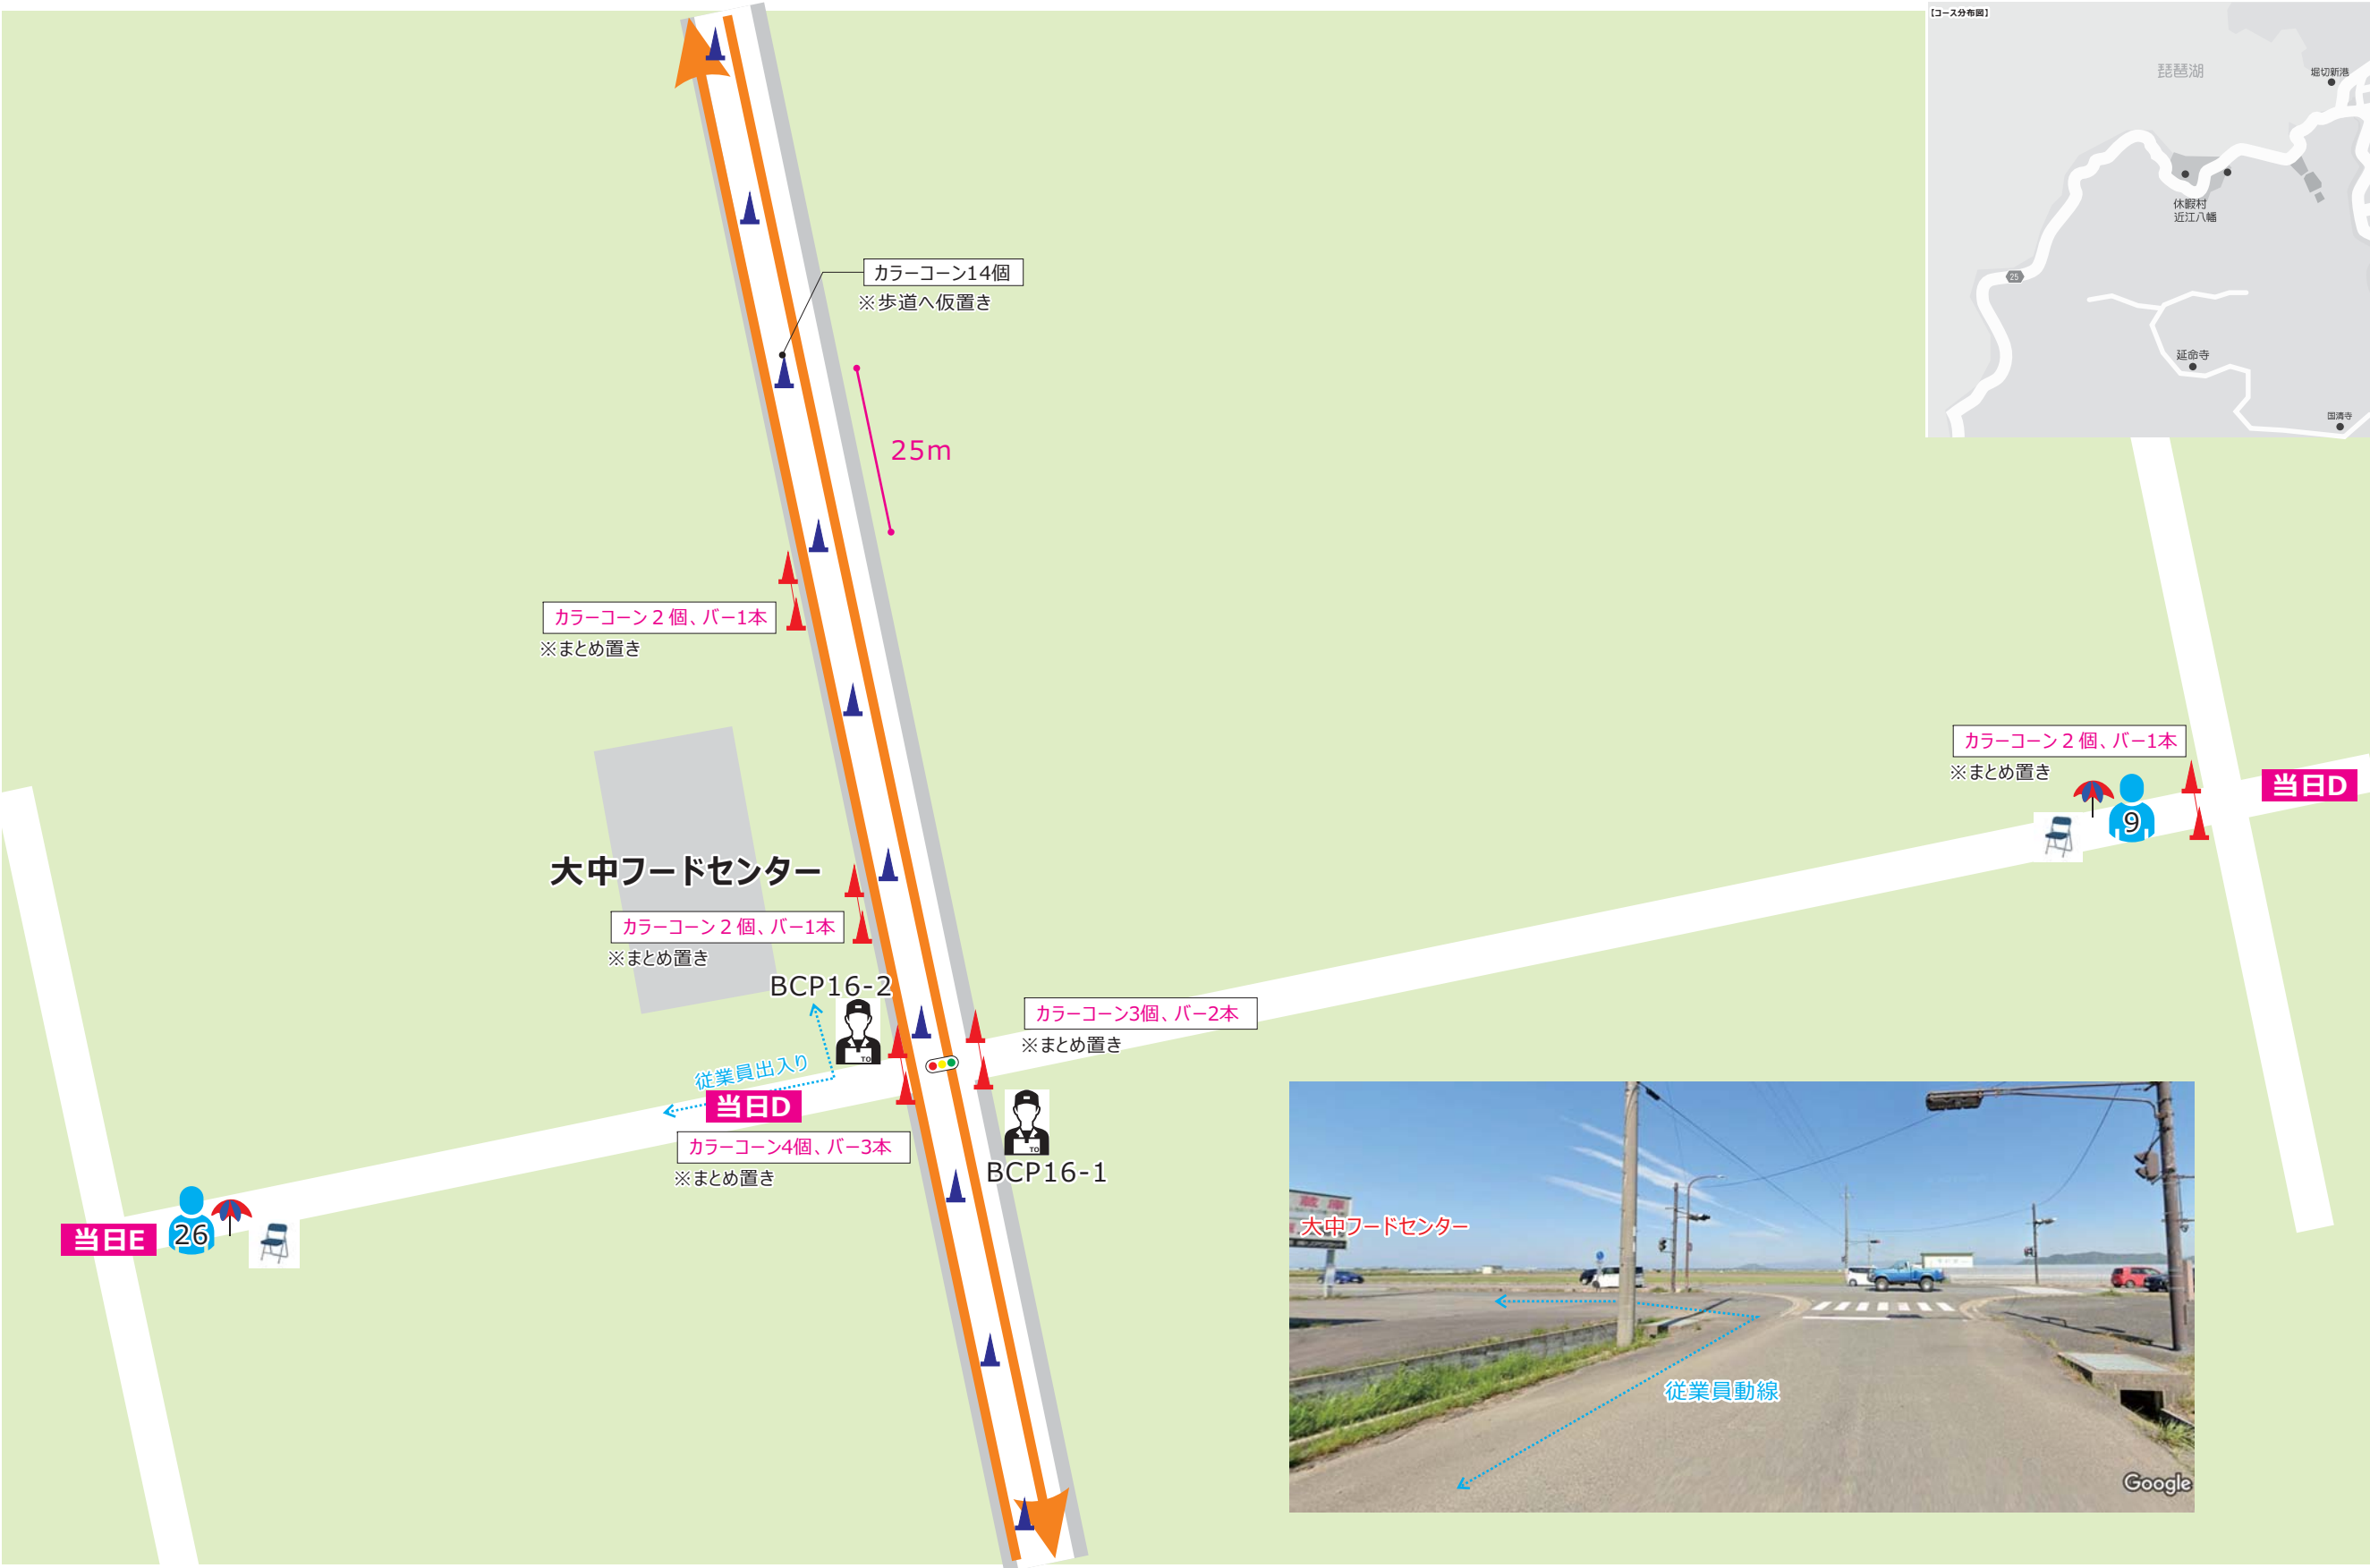 【コース分布図】
琵琶湖
堀切新港
休暇村
近江八幡
25
延命寺
国清寺
カラーコーン14個
※歩道へ仮置き
25m
カラーコーン2個、バー1本
※まとめ置き
カラーコーン2個、バー1本
※まとめ置き
当日D
9
大中フードセンター
カラーコーン2個、バー1本
※まとめ置き
BCP16-2
TO
カラーコーン3個、バー2本
※まとめ置き
従業員出入り
当日D
カラーコーン4個、バー3本
※まとめ置き
TO
BCP16-1
当日E
26
大中フードセンター
従業員動線
Google